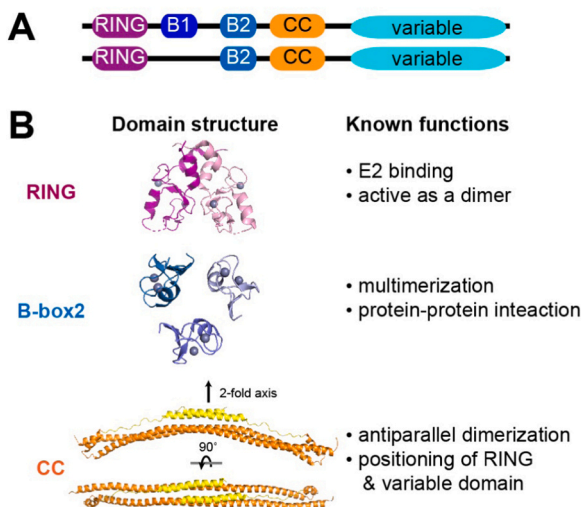 A
RING B1 B2 CC variable
RING B2 CC variable
B
Domain structure Known functions
RING
• E2 binding
• active as a dimer
B-box2
• multimerization
• protein-protein inteaction
2-fold axis
CC
90°
• antiparallel dimerization
• positioning of RING
& variable domain